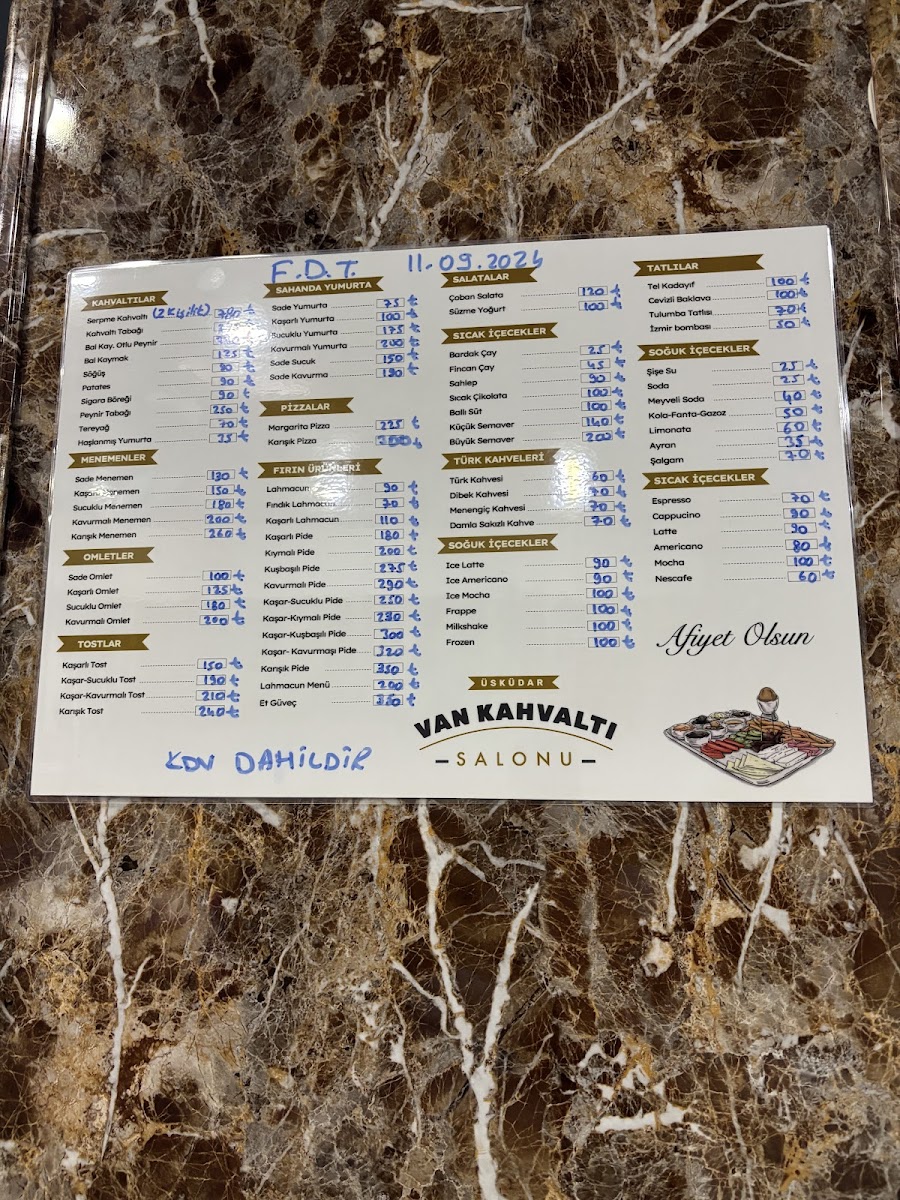 F.D.T. 11.09.2024
KAHVALTILAR
Serpme Kahvaltı (2 Kişilik) 780 ₺
Kahvaltı Tabağı
Bal Kay. Otlu Peynir
Bal Kaymak 125 ₺
Söğüş 90 ₺
Patates 90 ₺
Sigara Böreği 90 ₺
Peynir Tabağı 250 ₺
Tereyağ 70 ₺
Haşlanmış Yumurta 35 ₺
MENEMENLER
Sade Menemen 130 ₺
Kaşarlı Menemen 150 ₺
Sucuklu Menemen 180 ₺
Kavurmalı Menemen 200 ₺
Karışık Menemen 260 ₺
OMLETLER
Sade Omlet 100 ₺
Kaşarlı Omlet 125 ₺
Sucuklu Omlet 180 ₺
Kavurmalı Omlet 200 ₺
TOSTLAR
Kaşarlı Tost 150 ₺
Kaşar-Sucuklu Tost 190 ₺
Kaşar-Kavurmalı Tost 210 ₺
Karışık Tost 240 ₺
SAHANDA YUMURTA
Sade Yumurta 75 ₺
Kaşarlı Yumurta 100 ₺
Sucuklu Yumurta 175 ₺
Kavurmalı Yumurta 200 ₺
Sade Sucuk 150 ₺
Sade Kavurma 190 ₺
PİZZALAR
Margarita Pizza 225 ₺
Karışık Pizza 300 ₺
FIRIN ÜRÜNLERİ
Lahmacun 90 ₺
Fındık Lahmacun 70 ₺
Kaşarlı Lahmacun 110 ₺
Kaşarlı Pide 180 ₺
Kıymalı Pide 200 ₺
Kuşbaşılı Pide 275 ₺
Kavurmalı Pide 290 ₺
Kaşar-Sucuklu Pide 250 ₺
Kaşar-Kıymalı Pide 230 ₺
Kaşar-Kuşbaşılı Pide 300 ₺
Kaşar- Kavurmaşı Pide 320 ₺
Karışık Pide 350 ₺
Lahmacun Menü 200 ₺
Et Güveç 350 ₺
SALATALAR
Çoban Salata 120 ₺
Süzme Yoğurt 100 ₺
SICAK İÇECEKLER
Bardak Çay 25 ₺
Fincan Çay 45 ₺
Sahlep 90 ₺
Sıcak Çikolata 100 ₺
Ballı Süt 100 ₺
Küçük Semaver 140 ₺
Büyük Semaver 200 ₺
TÜRK KAHVELERİ
Türk Kahvesi 60 ₺
Dibek Kahvesi 70 ₺
Menengiç Kahvesi 70 ₺
Damla Sakızlı Kahve 70 ₺
SOĞUK İÇECEKLER
Ice Latte 90 ₺
Ice Americano 90 ₺
Ice Mocha 100 ₺
Frappe 100 ₺
Milkshake 100 ₺
Frozen 100 ₺
TATLILAR
Tel Kadayıf 100 ₺
Cevizli Baklava 100 ₺
Tulumba Tatlısı 70 ₺
İzmir bombası 50 ₺
SOĞUK İÇECEKLER
Şişe Su 25 ₺
Soda 25 ₺
Meyveli Soda 40 ₺
Kola-Fanta-Gazoz 50 ₺
Limonata 60 ₺
Ayran 35 ₺
Şalgam 70 ₺
SICAK İÇECEKLER
Espresso 70 ₺
Cappucino 90 ₺
Latte 90 ₺
Americano 80 ₺
Mocha 100 ₺
Nescafe 60 ₺
Afiyet Olsun
ÜSKÜDAR
VAN KAHVALTI
SALONU
KDV DAHİLDİR